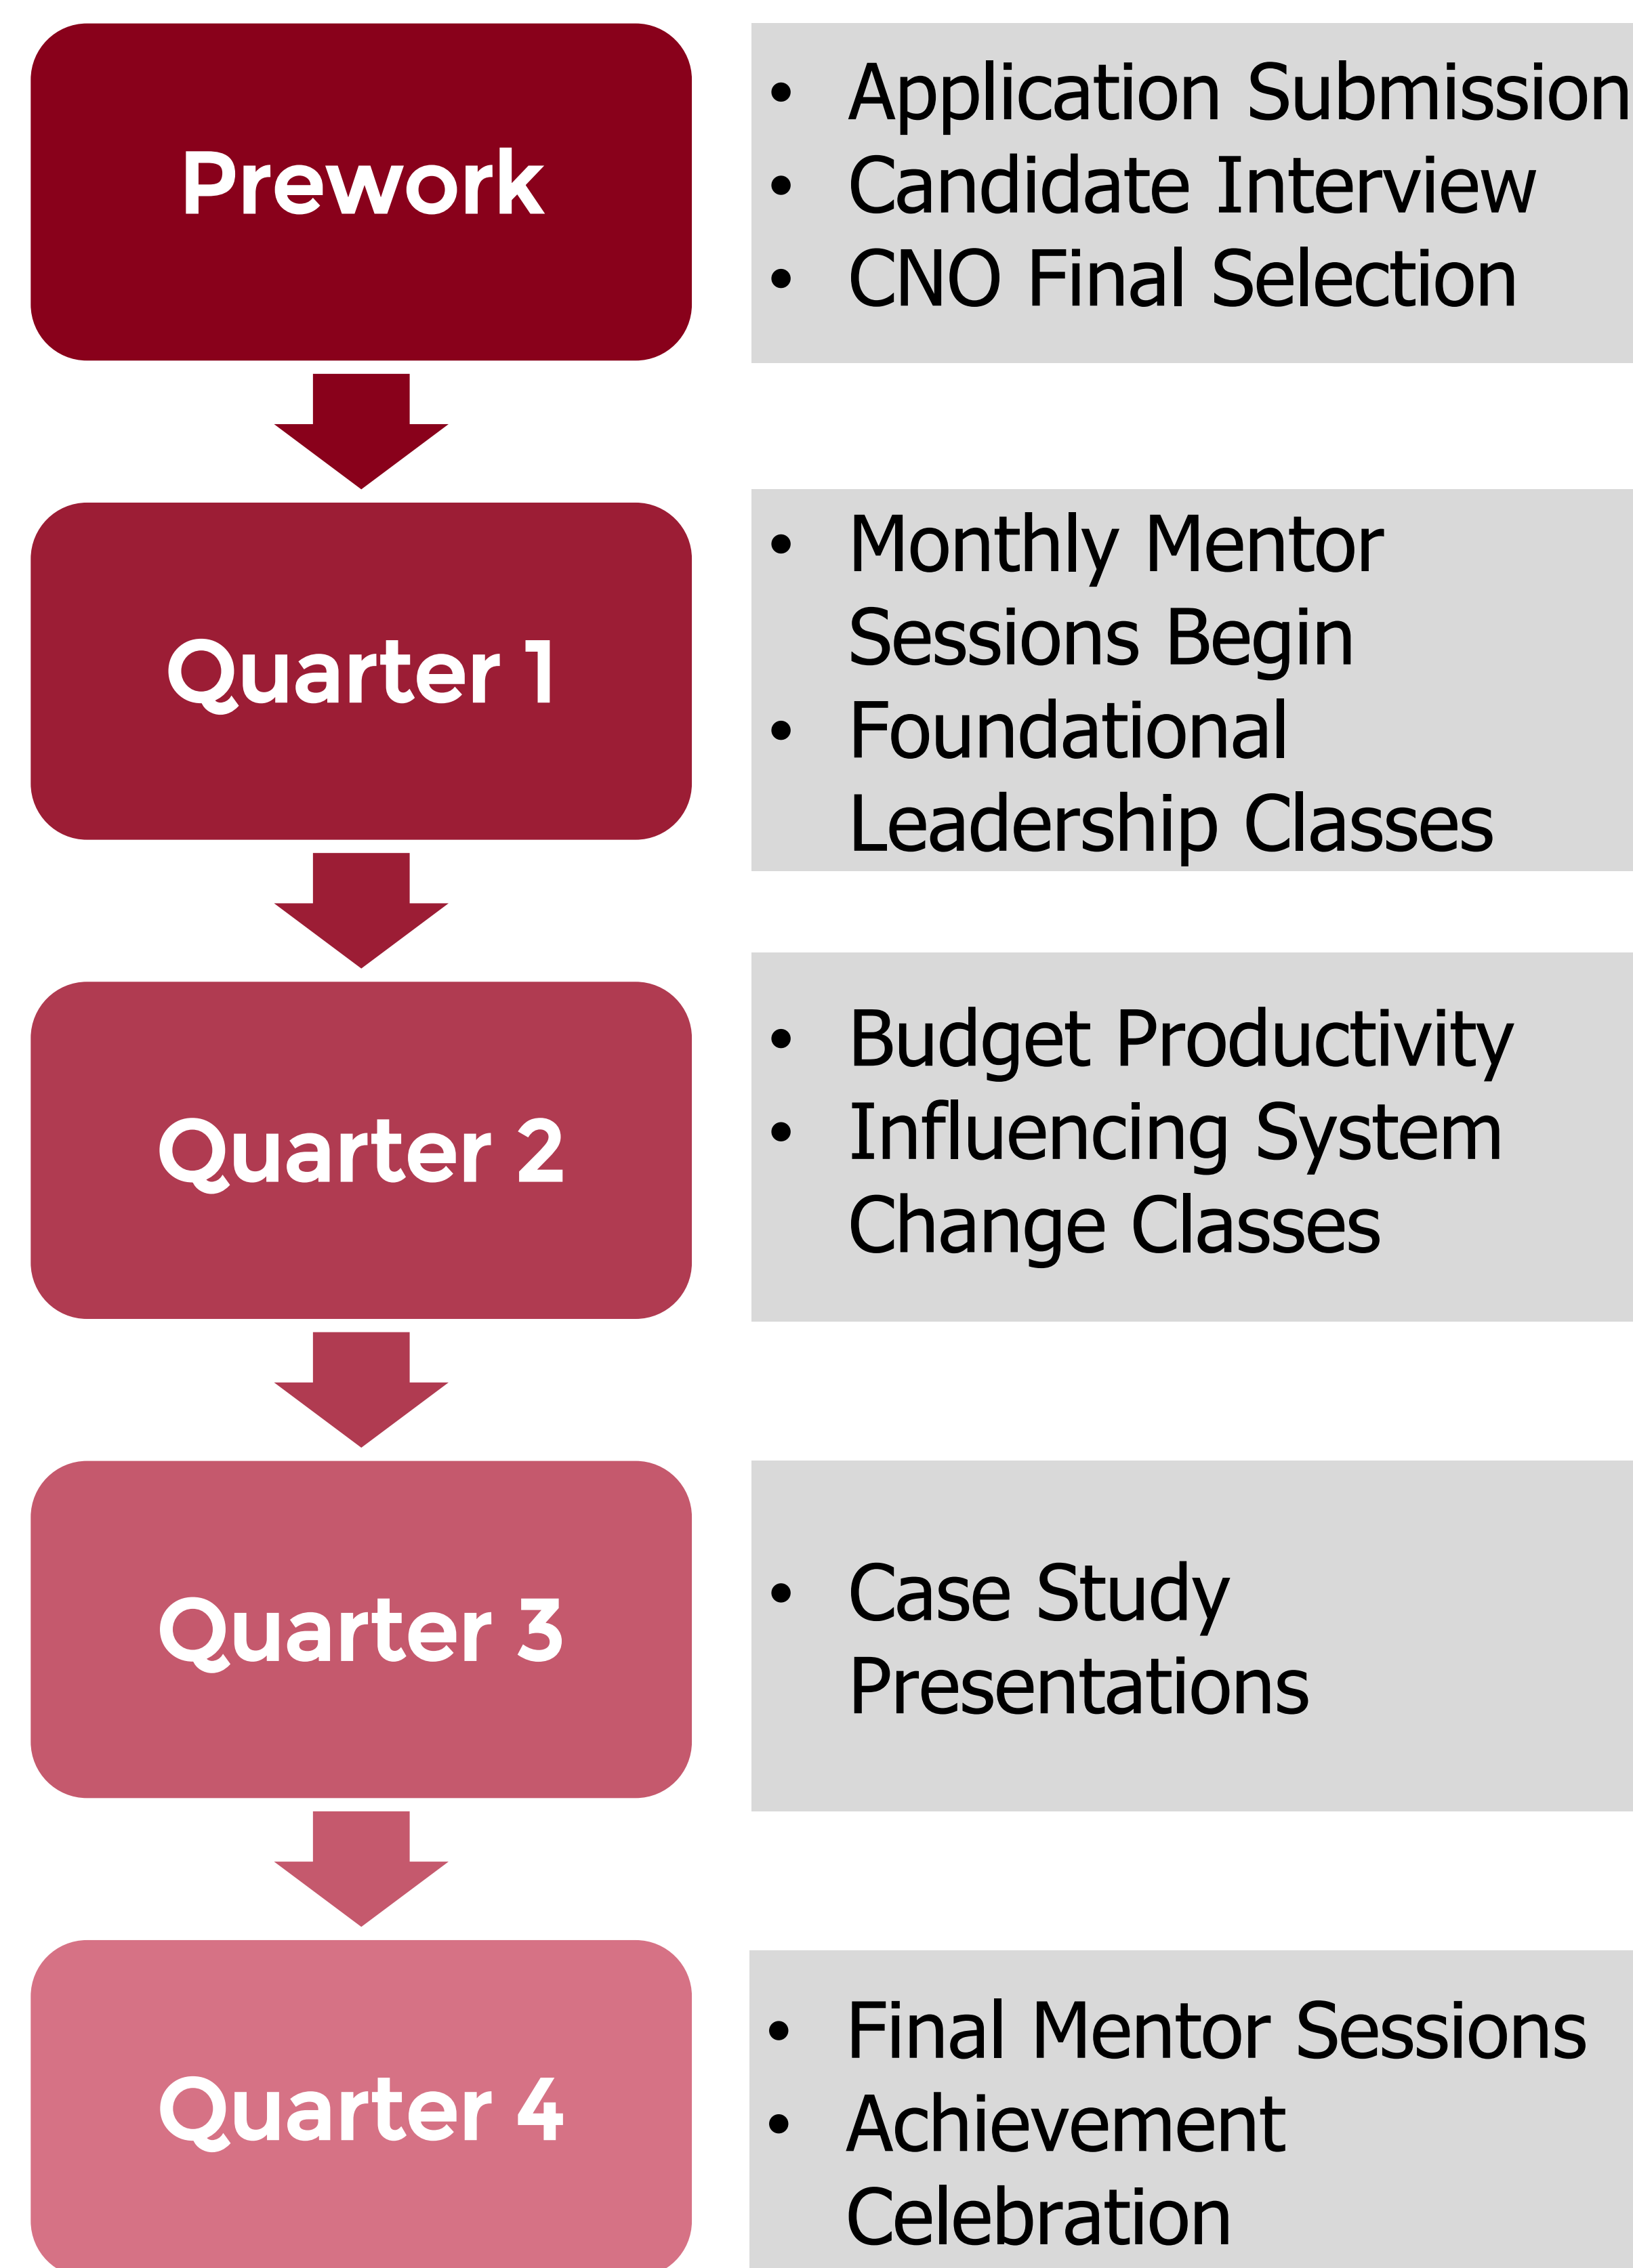 Prework
• Application Submission
• Candidate Interview
• CNO Final Selection
Quarter 1
• Monthly Mentor
Sessions Begin
• Foundational
Leadership Classes
Quarter 2
• Budget Productivity
• Influencing System
Change Classes
Quarter 3
• Case Study
Presentations
Quarter 4
• Final Mentor Sessions
• Achievement
Celebration